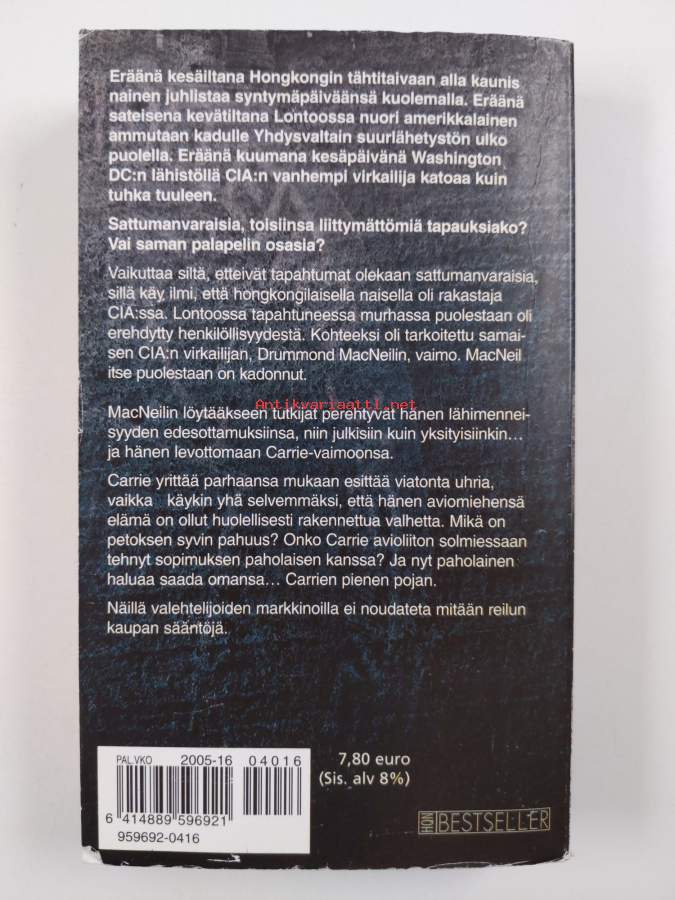 Eräänä kesäiltana Hongkongin tähtitaivaan alla kaunis
nainen juhlistaa syntymäpäiväänsä kuolemalla. Eräänä
sateisena kevätiltana Lontoossa nuori amerikkalainen
ammutaan kadulle Yhdysvaltain suurlähetystön ulko
puolella. Eräänä kuumana kesäpäivänä Washington
DC:n lähistöllä CIA:n vanhempi virkailija katoaa kuin
tuhka tuuleen.
Sattumanvaraisia, toisiinsa liittymättömiä tapauksiako?
Vai saman palapelin osasia?
Vaikuttaa siltä, etteivät tapahtumat olekaan sattumanvaraisia,
sillä käy ilmi, että hongkongilaisella naisella oli rakastaja
CIA:ssa. Lontoossa tapahtuneessa murhassa puolestaan oli
erehdytty henkilöllisyydestä. Kohteeksi oli tarkoitettu samai-
sen CIA:n virkailijan, Drummond MacNeilin, vaimo. MacNeil
itse puolestaan on kadonnut.
Antikvariaatti.net
MacNeilin löytääkseen tutkijat perehtyvät hänen lähimennei-
syyden edesottamuksiinsa, niin julkisiin kuin yksityisiinkin...
ja hänen levottomaan Carrie-vaimoonsa.
Carrie yrittää parhaansa mukaan esittää viatonta uhria,
vaikka käykin yhä selvemmäksi, että hänen aviomiehensä
elämä on ollut huolellisesti rakennettua valhetta. Mikä on
petoksen syvin pahuus? Onko Carrie avioliiton solmiessaan
tehnyt sopimuksen paholaisen kanssa? Ja nyt paholainen
haluaa saada omansa... Carrien pienen pojan.
Näillä valehtelijoiden markkinoilla ei noudateta mitään reilun
kaupan sääntöjä.
PAL.VKO 2005-16 04016
7,80 euro
(Sis. alv 8%)
6 414889 596921
959692-0416
HON BESTSELLER